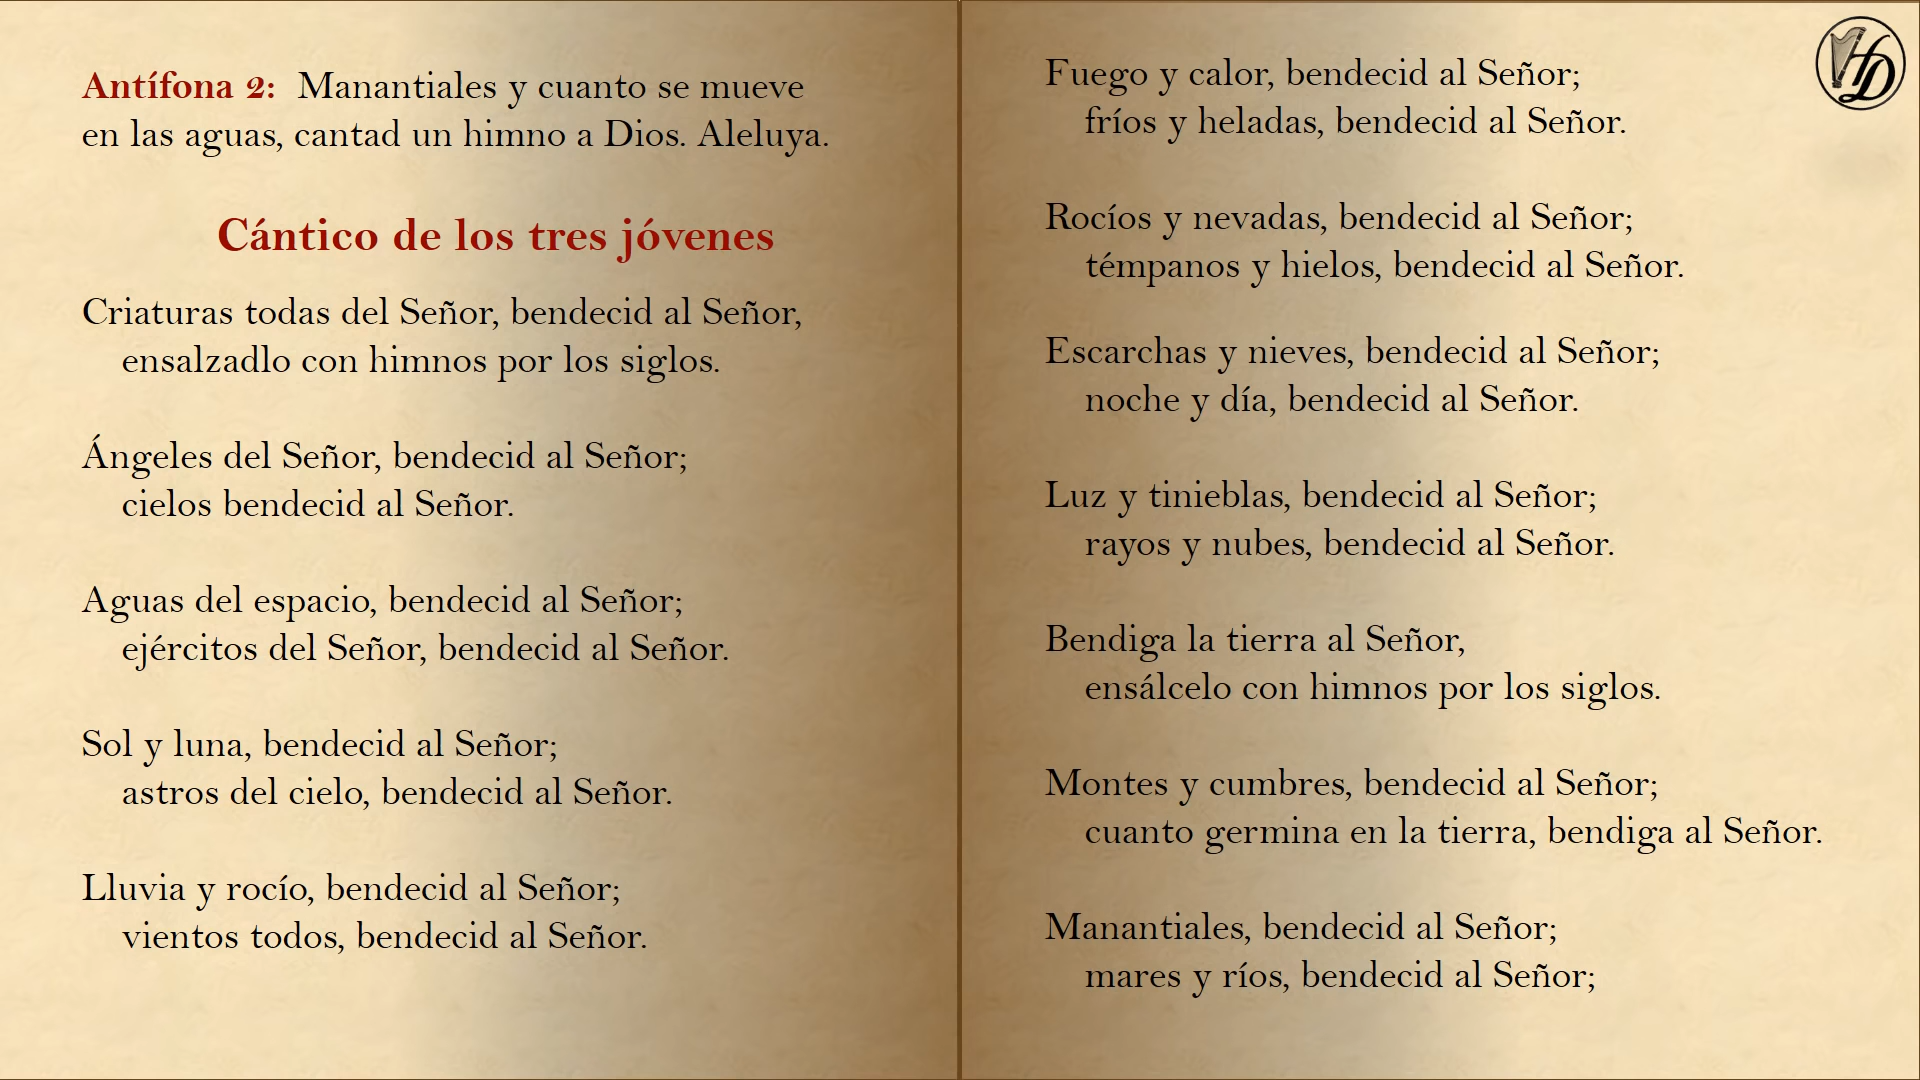 Antífona 2: Manantiales y cuanto se mueve
en las aguas, cantad un himno a Dios. Aleluya.
Cántico de los tres jóvenes
Criaturas todas del Señor, bendecid al Señor,
ensalzadlo con himnos por los siglos.
Ángeles del Señor, bendecid al Señor;
cielos bendecid al Señor.
Aguas del espacio, bendecid al Señor;
ejércitos del Señor, bendecid al Señor.
Sol y luna, bendecid al Señor;
astros del cielo, bendecid al Señor.
Lluvia y rocío, bendecid al Señor;
vientos todos, bendecid al Señor.
Fuego y calor, bendecid al Señor;
fríos y heladas, bendecid al Señor.
Rocíos y nevadas, bendecid al Señor;
témpanos y hielos, bendecid al Señor.
Escarchas y nieves, bendecid al Señor;
noche y día, bendecid al Señor.
Luz y tinieblas, bendecid al Señor;
rayos y nubes, bendecid al Señor.
Bendiga la tierra al Señor,
ensálcelo con himnos por los siglos.
Montes y cumbres, bendecid al Señor;
cuanto germina en la tierra, bendiga al Señor.
Manantiales, bendecid al Señor;
mares y ríos, bendecid al Señor;
HD